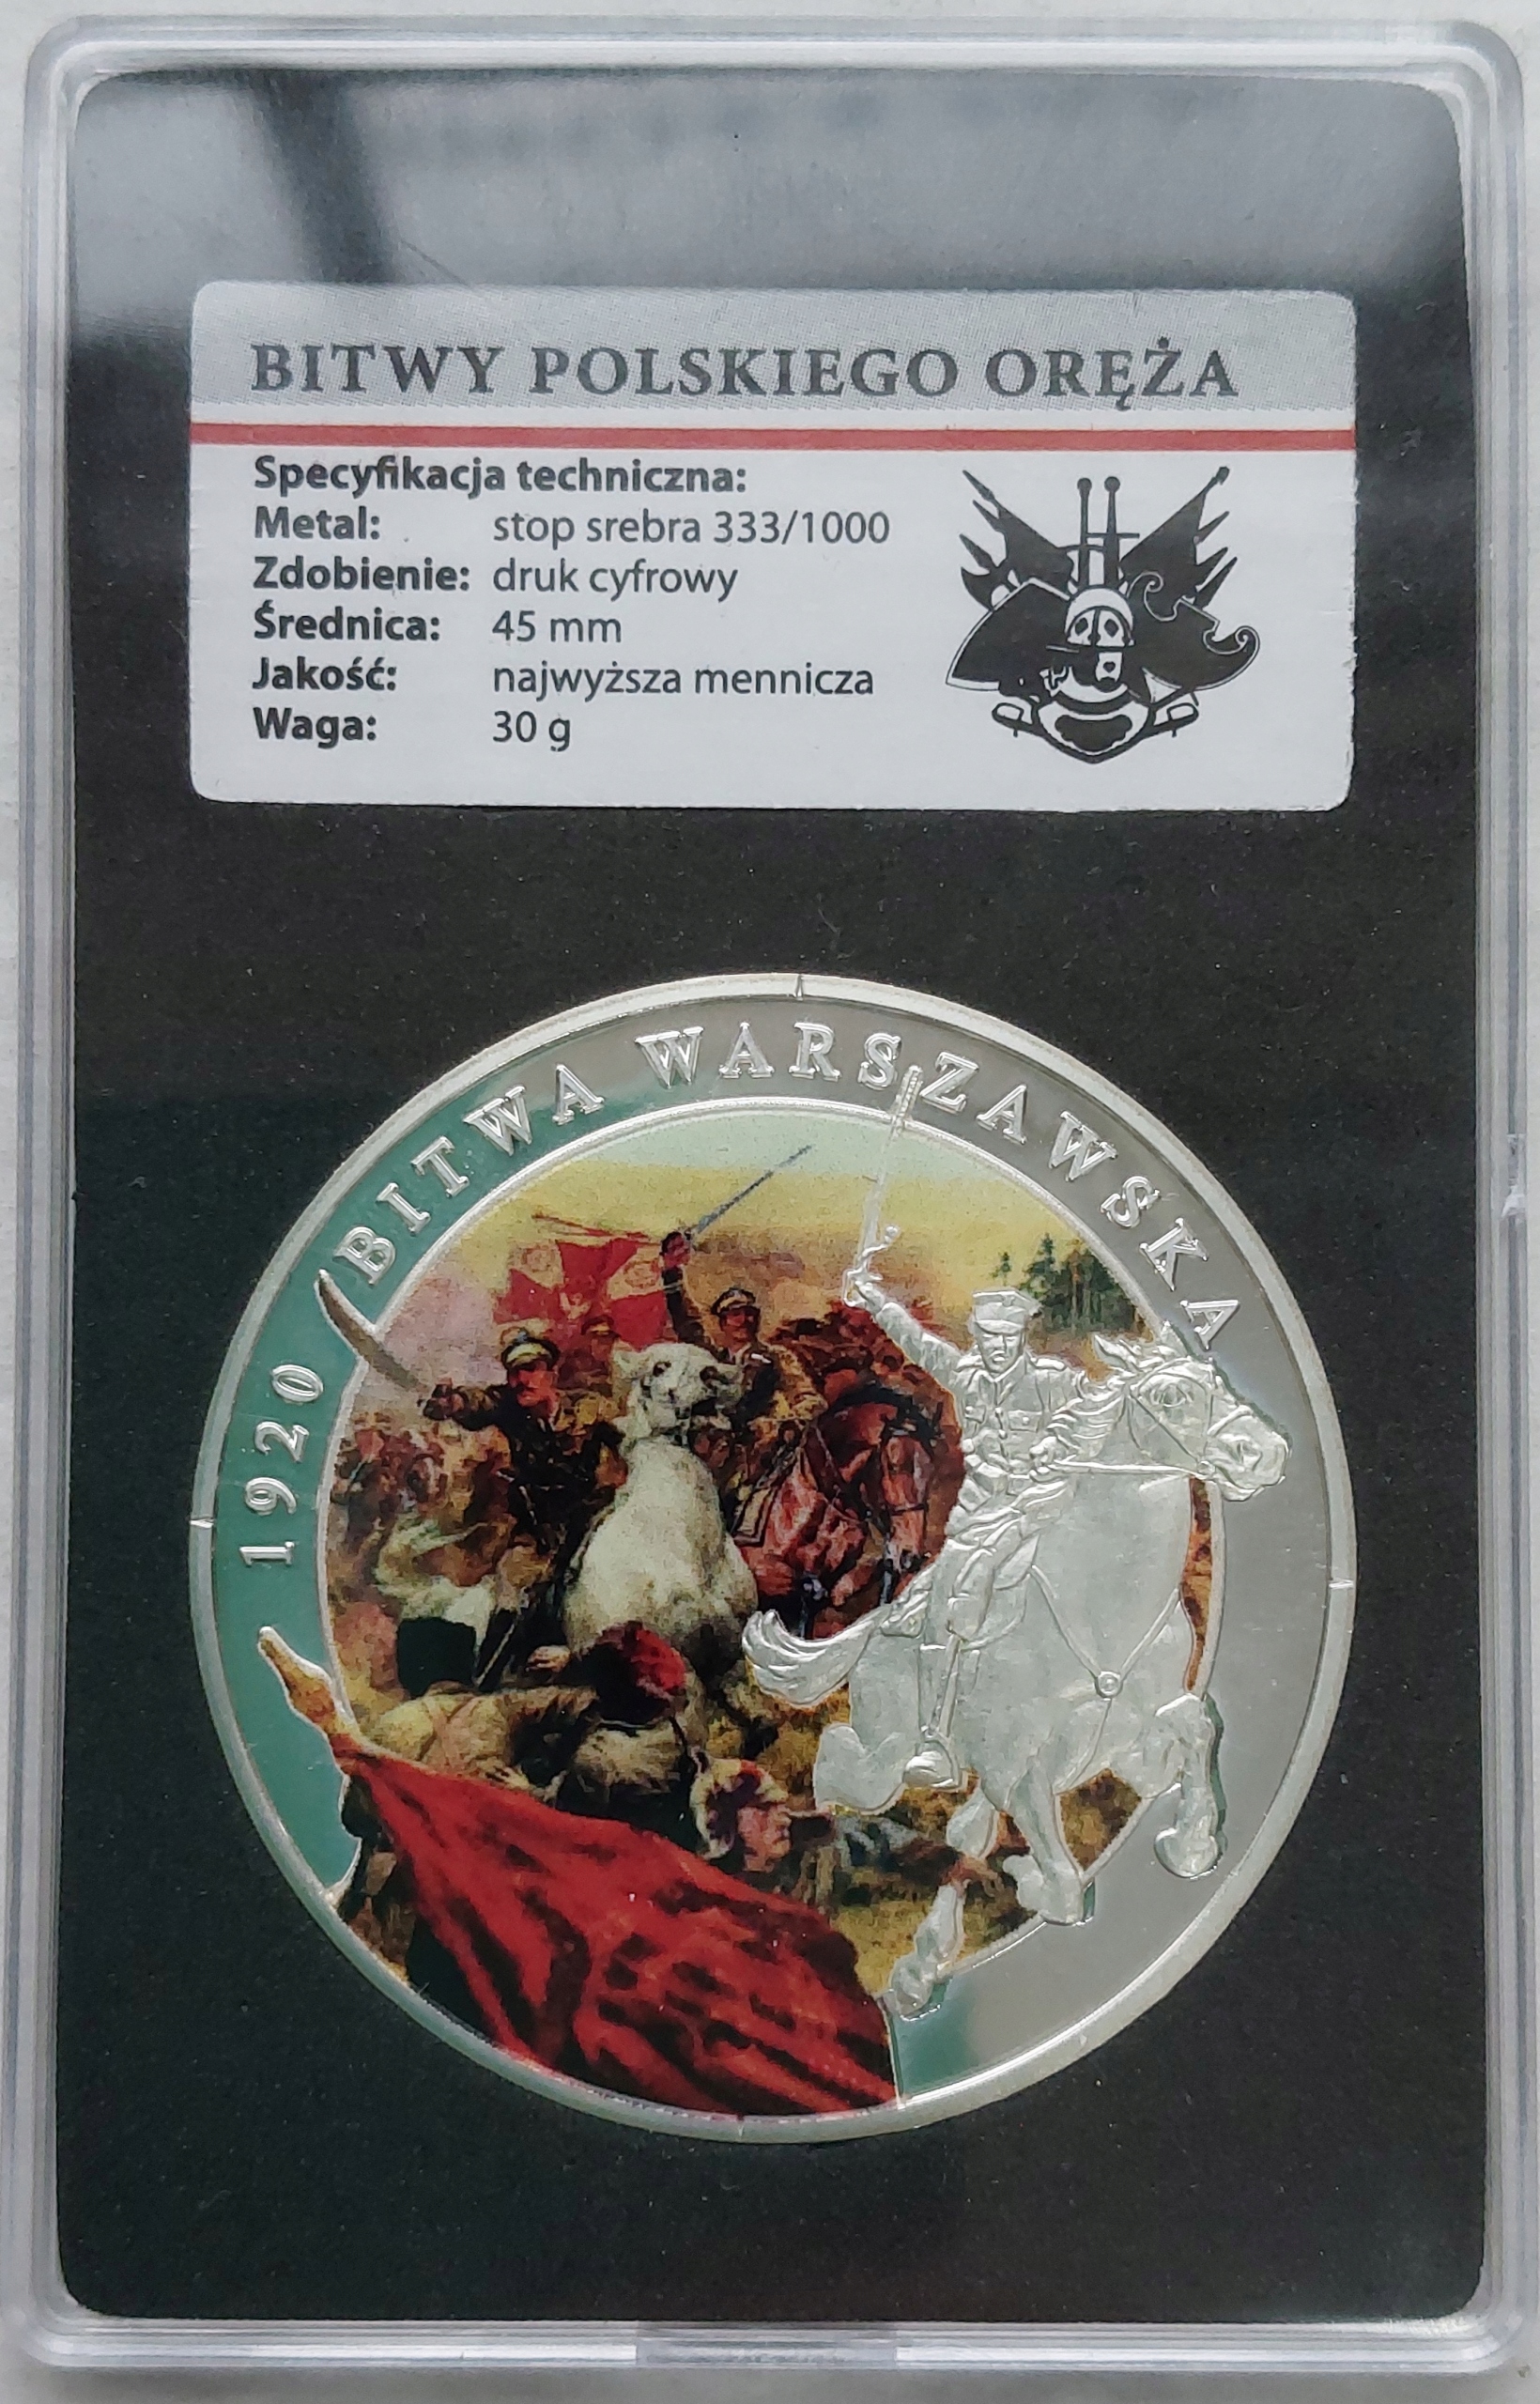 BITWY POLSKIEGO ORĘŻA
Specyfikacja techniczna:
Metal: stop srebra 333/1000
Zdobienie: druk cyfrowy
Średnica: 45 mm
Jakość: najwyższa mennicza
Waga: 30 g
1920 BITWA WARSZAWSKA